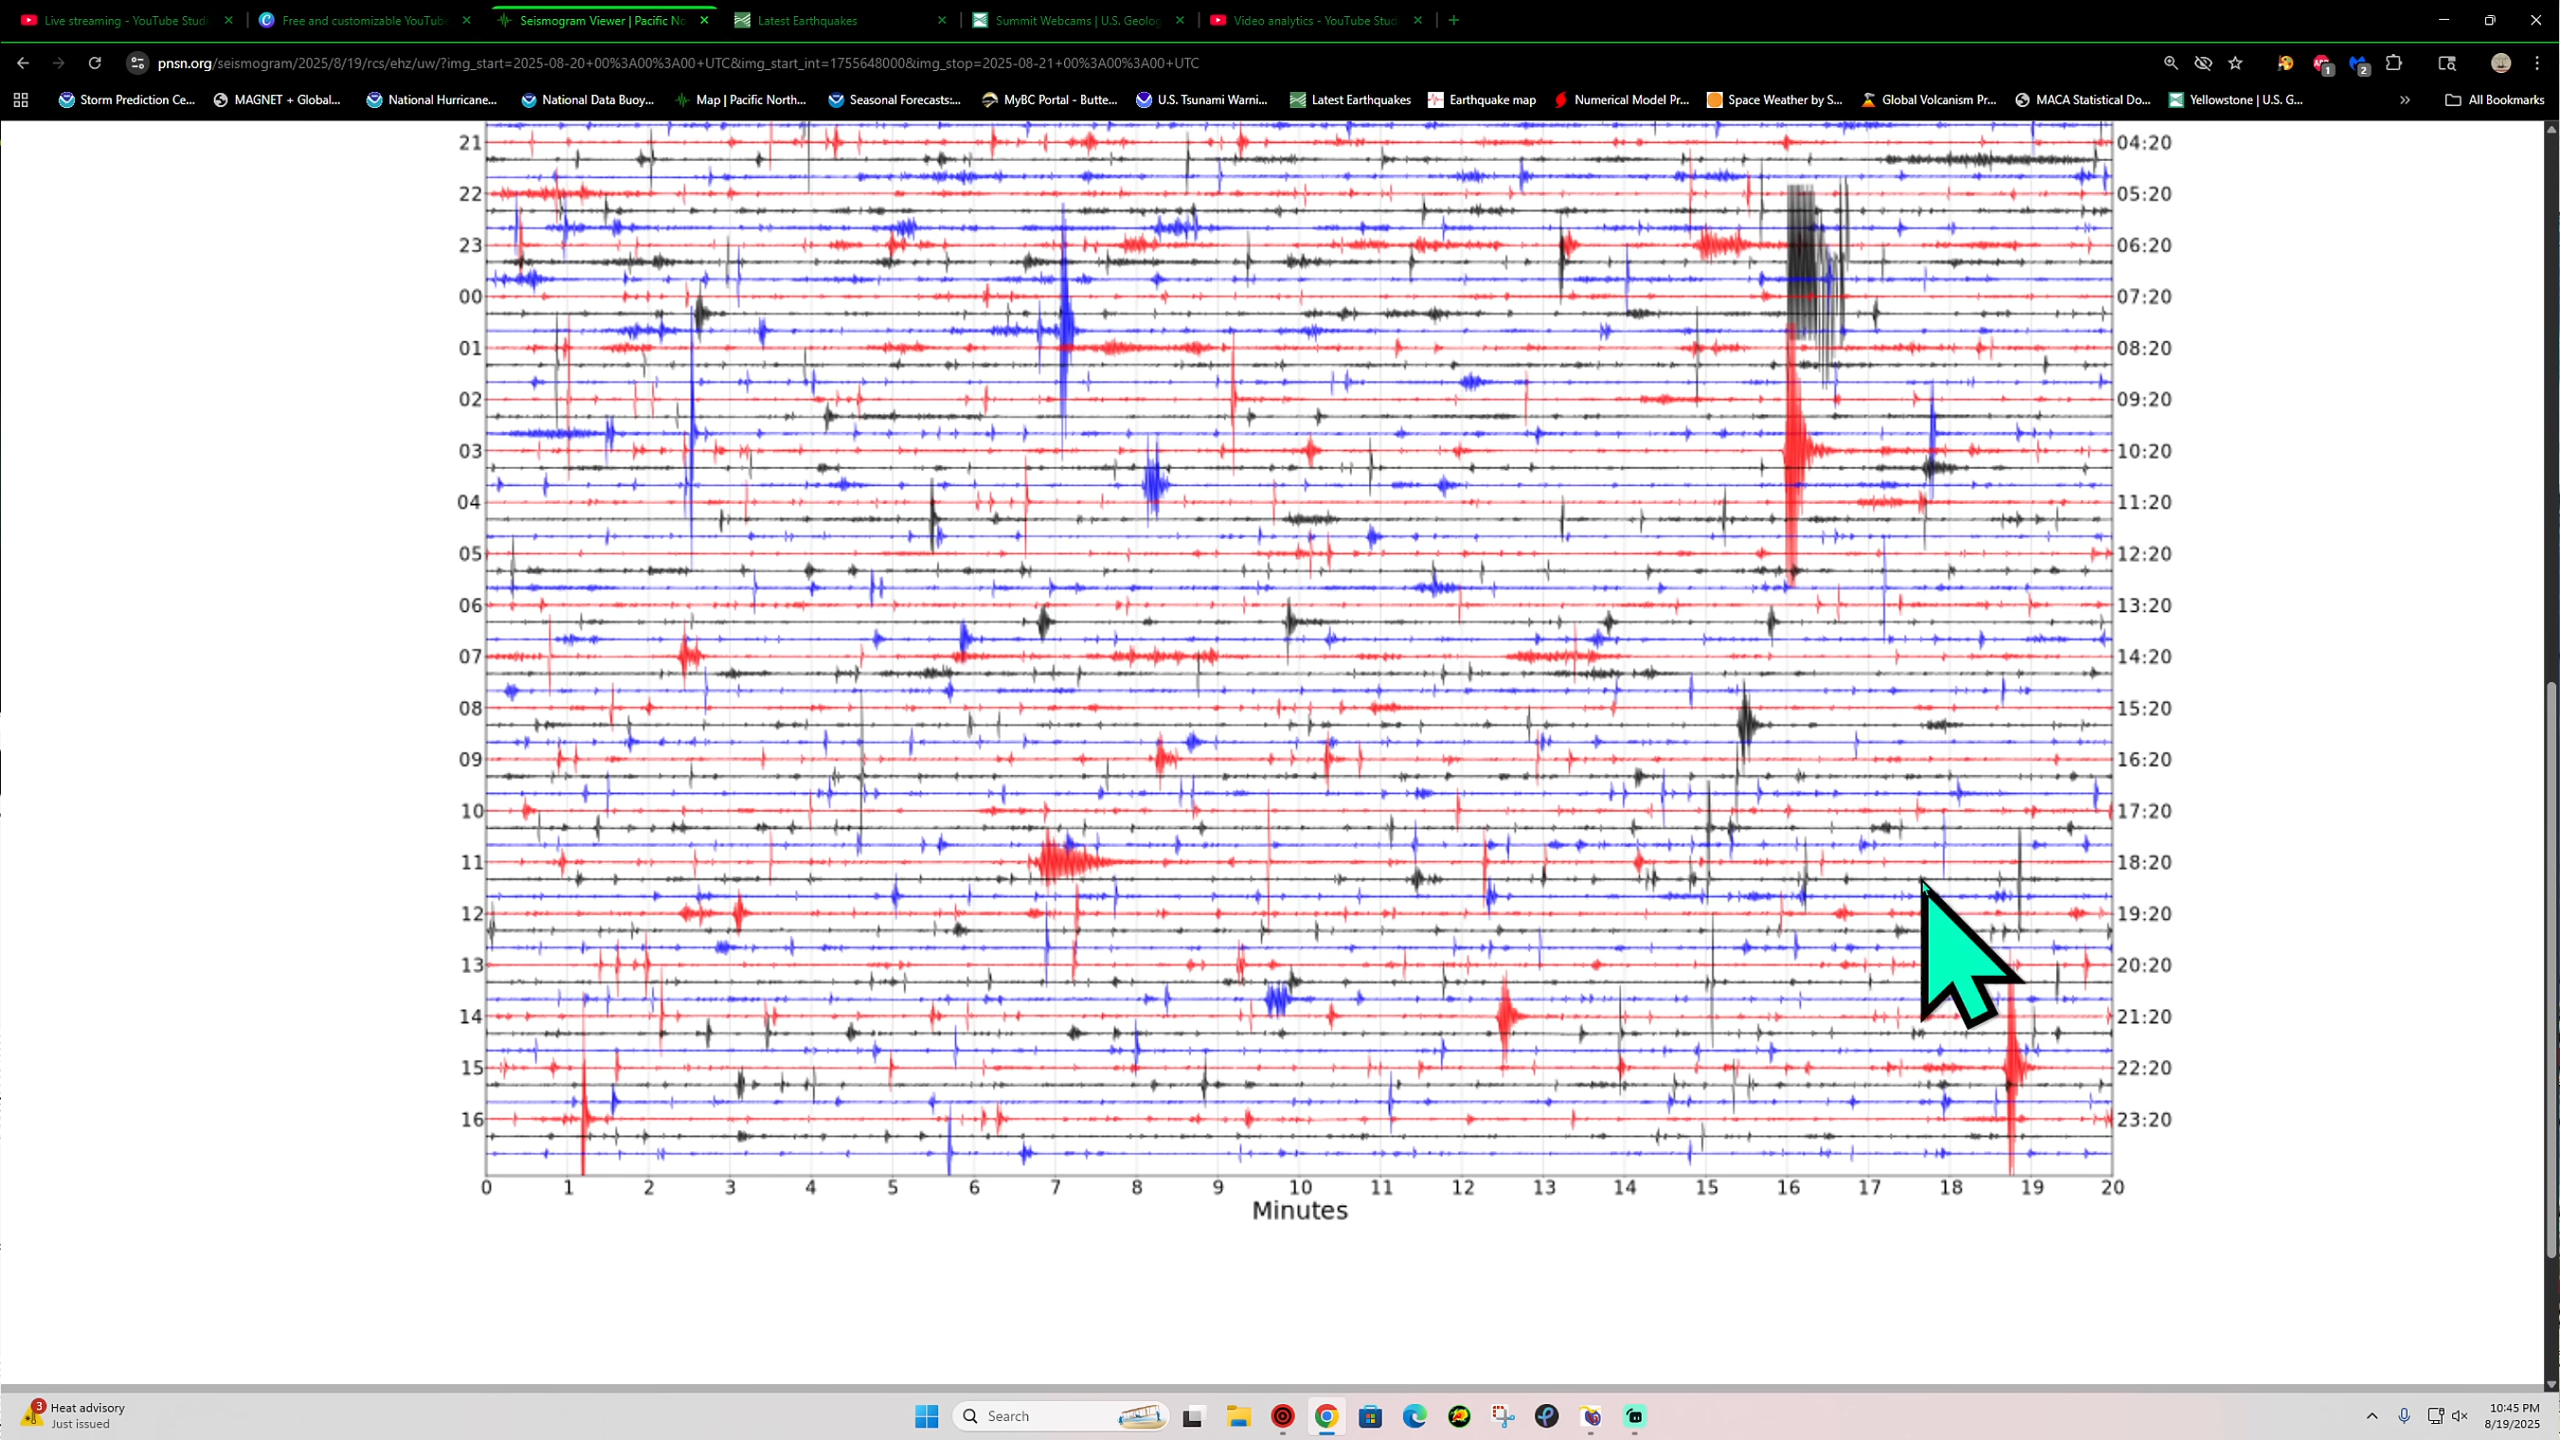 Live streaming - YouTube Studi
Free and customizable YouTube
Seismogram Viewer | Pacific No
Latest Earthquakes
Summit Webcams | U.S. Geolog
Video analytics - YouTube Stud
pnsn.org/seismogram/2025/8/19/rcs/ehz/uw/?img_start=2025-08-20+00%3A00%3A00+UTC&img_start_int=1755648000&img_stop=2025-08-21+00%3A00%3A00+UTC
1
2
Storm Prediction Ce...
MAGNET + Global...
National Hurricane...
National Data Buoy...
Map | Pacific North...
Seasonal Forecasts:...
MyBC Portal - Butte...
U.S. Tsunami Warni...
Latest Earthquakes
Earthquake map
Numerical Model Pr...
Space Weather by S...
Global Volcanism Pr...
MACA Statistical Do...
Yellowstone | U.S. G...
All Bookmarks
21 04:20
22 05:20
23 06:20
00 07:20
01 08:20
02 09:20
03 10:20
04 11:20
05 12:20
06 13:20
07 14:20
08 15:20
09 16:20
10 17:20
11 18:20
12 19:20
13 20:20
14 21:20
15 22:20
16 23:20
0 1 2 3 4 5 6 7 8 9 10 11 12 13 14 15 16 17 18 19 20
Minutes
3
Heat advisory
Just issued
Search
10:45 PM
8/19/2025